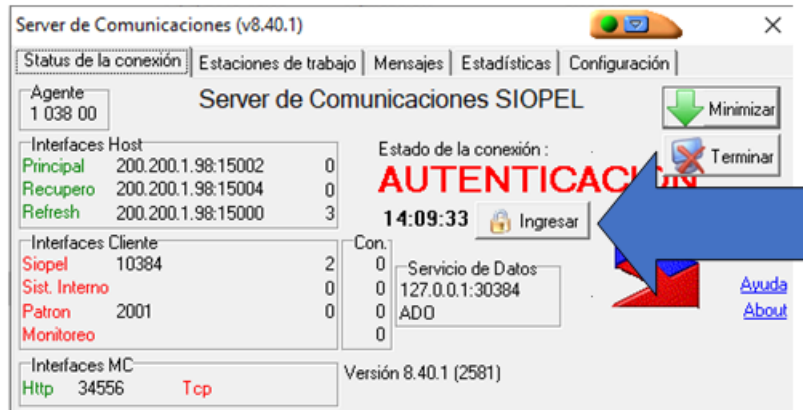 Server de Comunicaciones (v8.40.1)
Status de la conexión Estaciones de trabajo Mensajes Estadísticas Configuración
Agente
1 038 00
Server de Comunicaciones SIOPEL
Minimizar
Terminar
Interfaces Host
Principal 200.200.1.98:15002 0
Recupero 200.200.1.98:15004 0
Refresh 200.200.1.98:15000 3
Estado de la conexión :
AUTENTICACION
14:09:33 Ingresar
Interfaces Cliente Con.
Siopel 10384 2 0
Sist. Interno 0 0
Patron 2001 0 0
Monitoreo 0
Servicio de Datos
127.0.0.1:30384
ADO
Ayuda
About
Interfaces MC
Http 34556 Tcp
Versión 8.40.1 (2581)